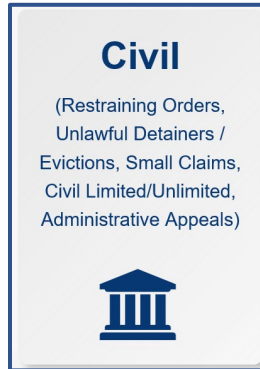 Civil
(Restraining Orders,
Unlawful Detainers /
Evictions, Small Claims,
Civil Limited/Unlimited,
Administrative Appeals)